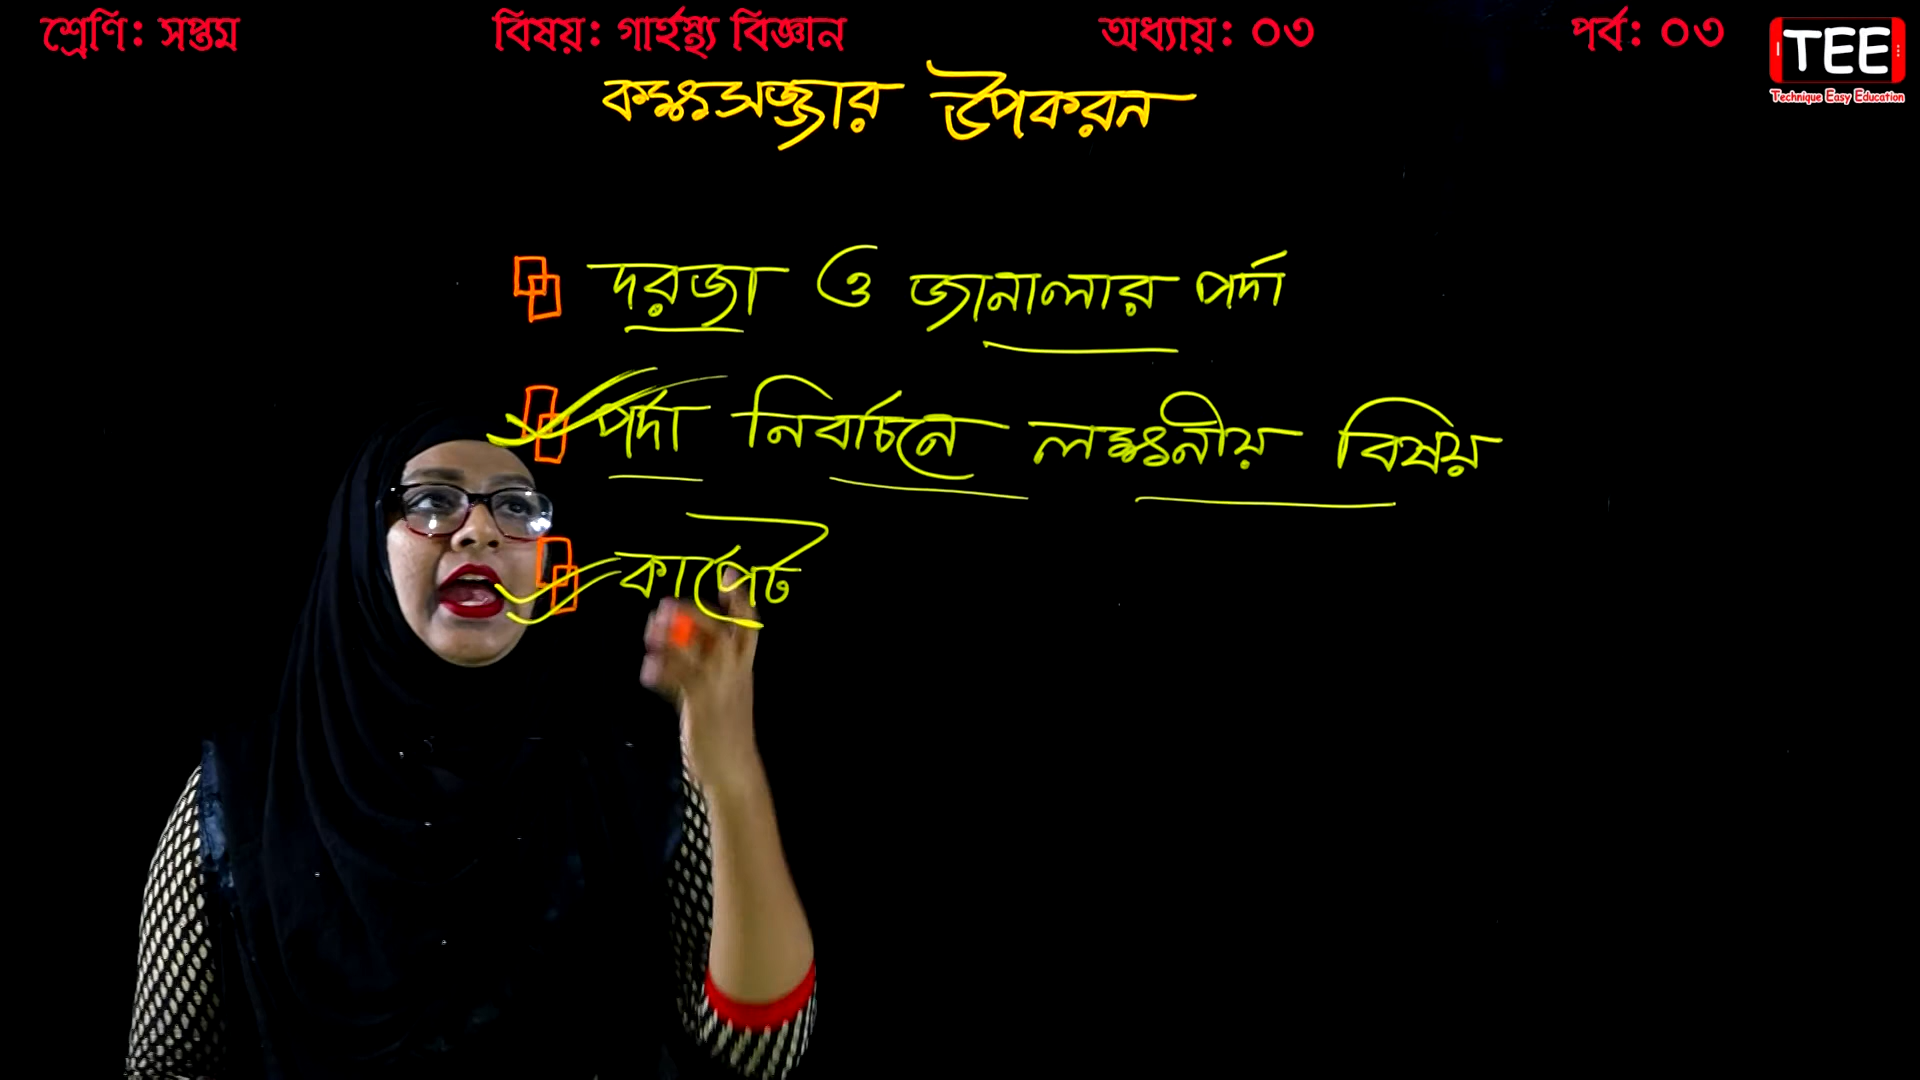 শ্রেণি: সপ্তম বিষয়: গার্হস্থ্য বিজ্ঞান অধ্যায়: ০৩ পর্ব: ০৩
TEE
Technique Easy Education
কক্ষসজ্জার উপকরন
দরজা ও জানালার পর্দা
পর্দা নির্বাচনে লক্ষনীয় বিষয়
কার্পেট